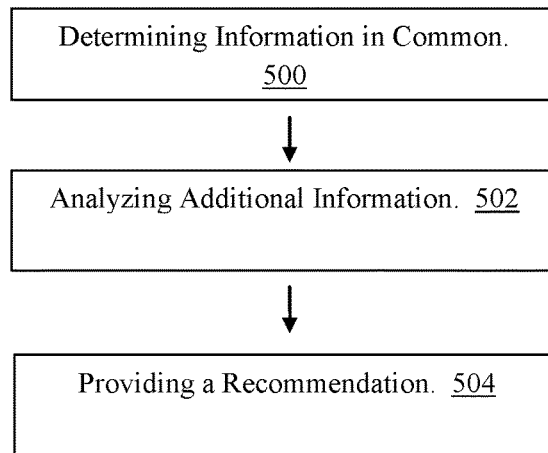 Determining Information in Common.
500
Analyzing Additional Information. 502
Providing a Recommendation. 504